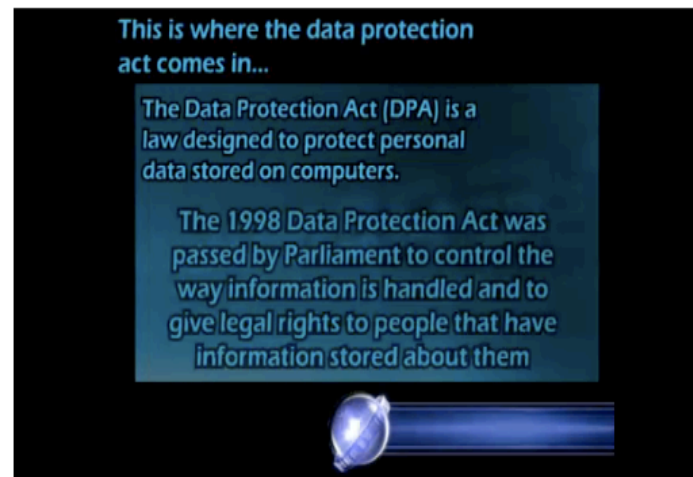 This is where the data protection
act comes in...
The Data Protection Act (DPA) is a
law designed to protect personal
data stored on computers.
The 1998 Data Protection Act was
passed by Parliament to control the
way information is handled and to
give legal rights to people that have
information stored about them